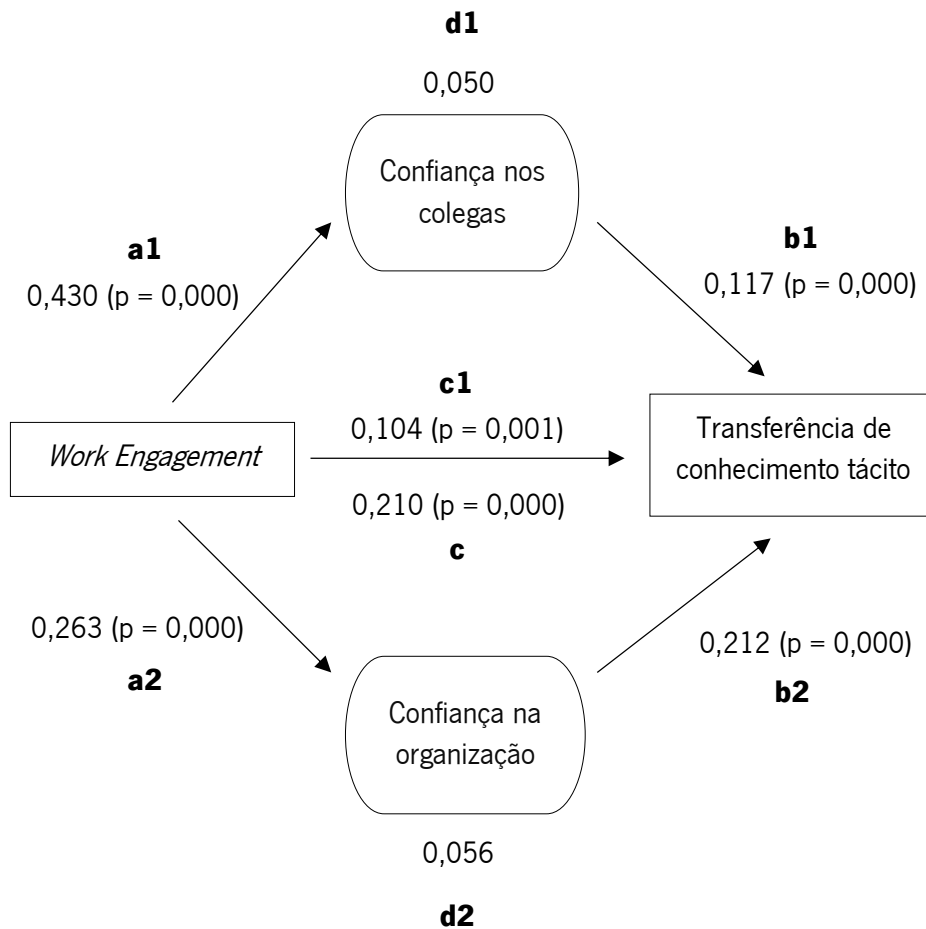 d1
0,050
Confiança nos
colegas
a1
0,430 (p = 0,000)
b1
0,117 (p = 0,000)
c1
0,104 (p = 0,001)
Work Engagement
Transferência de
conhecimento tácito
0,210 (p = 0,000)
c
0,263 (p = 0,000)
a2
0,212 (p = 0,000)
b2
Confiança na
organização
0,056
d2